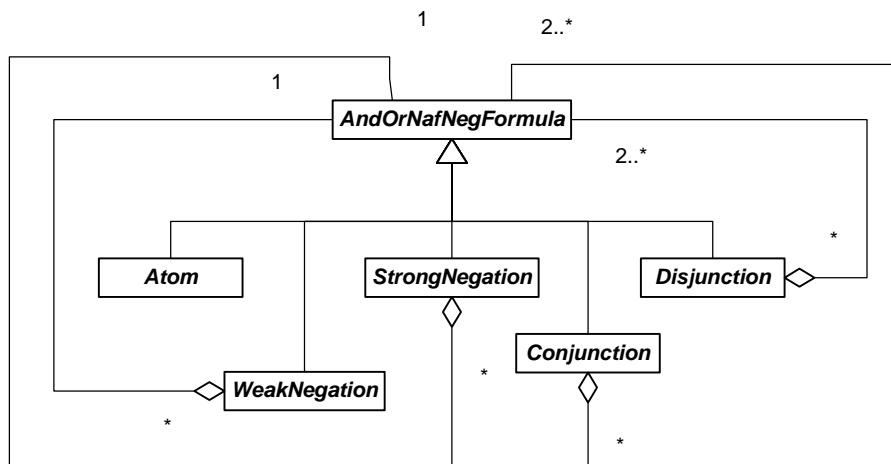 1
2..*
1
AndOrNafNegFormula
2..*
*
Atom
StrongNegation
Disjunction
Conjunction
*
WeakNegation
*
*